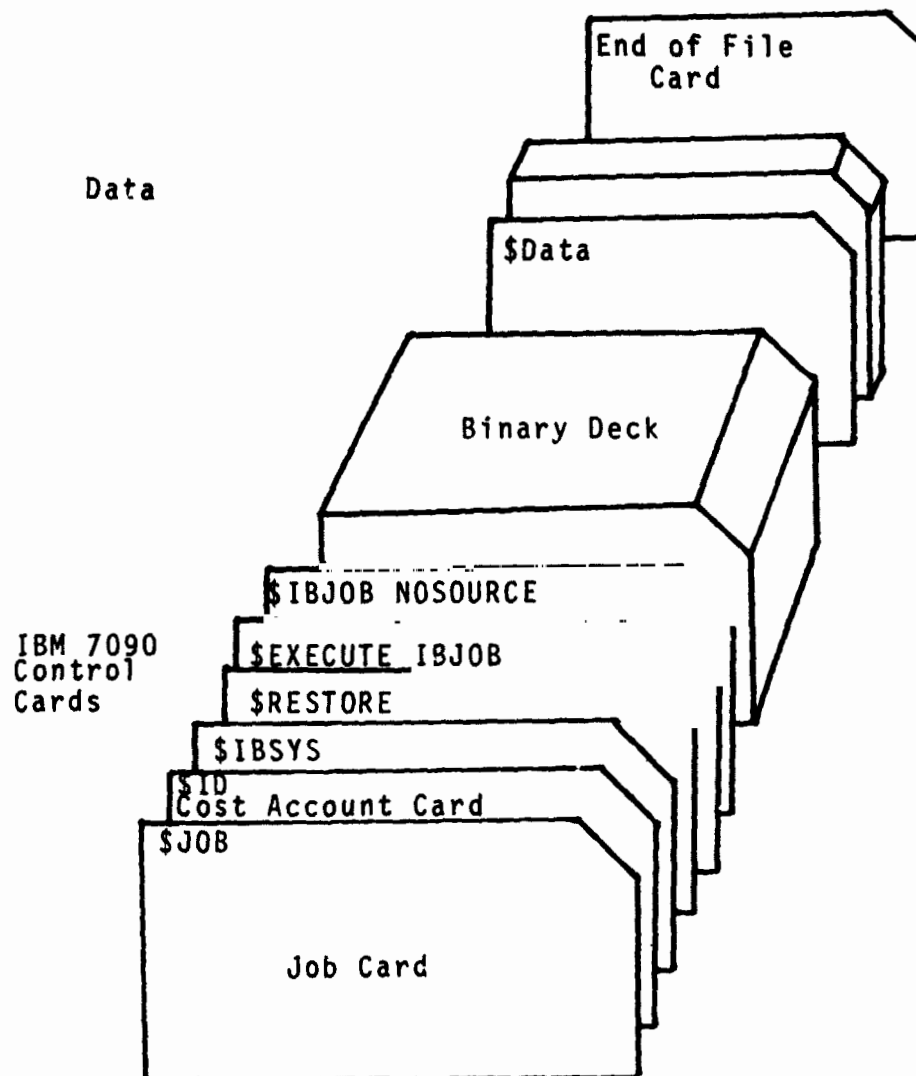 End of File
Card
Data
$Data
Binary Deck
$IBJOB NOSOURCE
IBM 7090
Control
Cards
$EXECUTE IBJOB
$RESTORE
$IBSYS
$ID
Cost Account Card
$JOB
Job Card